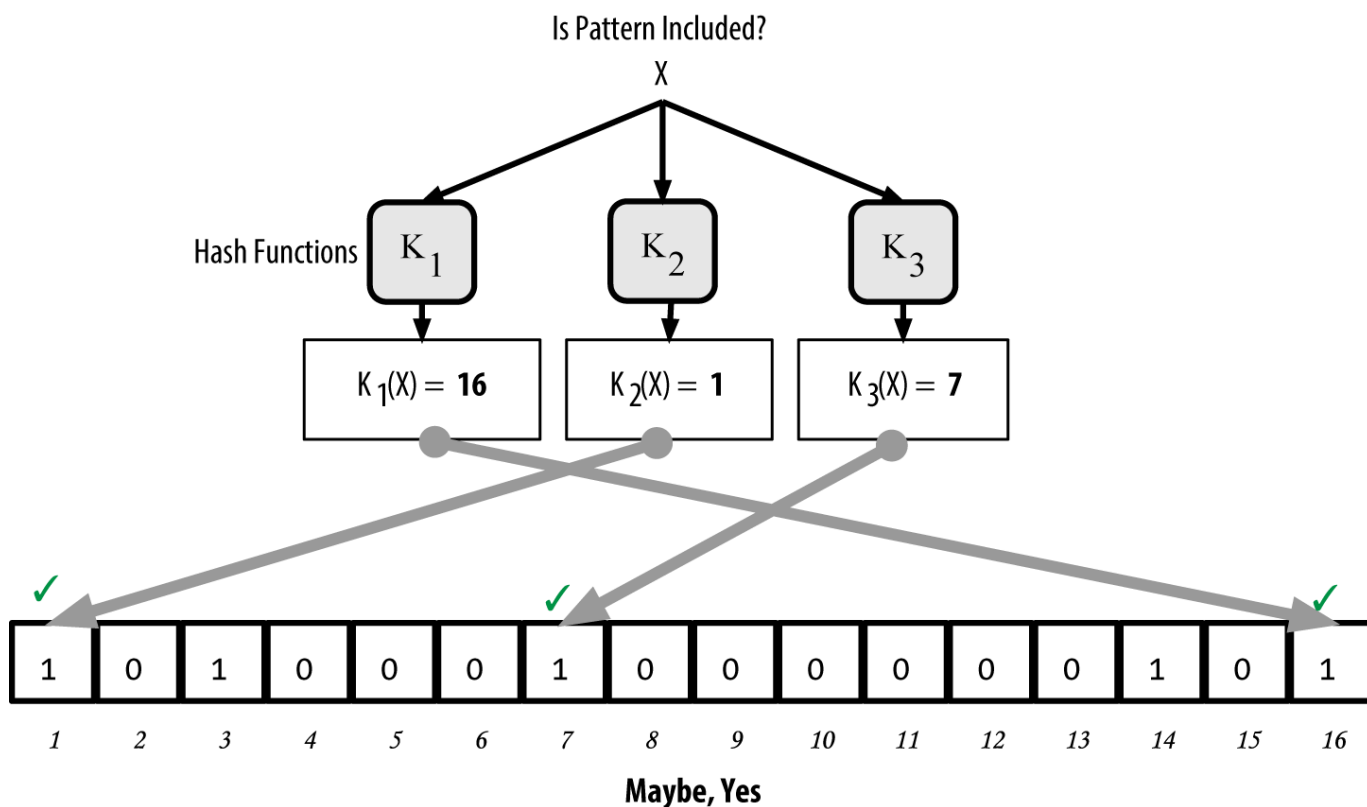 Is Pattern Included?
X
Hash Functions
K1
K2
K3
K1(X) = 16
K2(X) = 1
K3(X) = 7
✓ ✓ ✓
1 0 1 0 0 0 1 0 0 0 0 0 0 1 0 1
1 2 3 4 5 6 7 8 9 10 11 12 13 14 15 16
Maybe, Yes